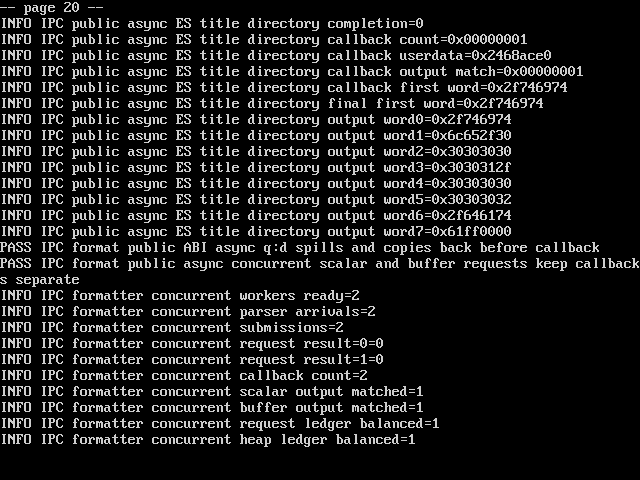 -- page 20 --
INFO IPC public async ES title directory completion=0
INFO IPC public async ES title directory callback count=0x00000001
INFO IPC public async ES title directory callback userdata=0x2468ace0
INFO IPC public async ES title directory callback output match=0x00000001
INFO IPC public async ES title directory callback first word=0x2f746974
INFO IPC public async ES title directory final first word=0x2f746974
INFO IPC public async ES title directory output word0=0x2f746974
INFO IPC public async ES title directory output word1=0x6c652f30
INFO IPC public async ES title directory output word2=0x30303030
INFO IPC public async ES title directory output word3=0x3030312f
INFO IPC public async ES title directory output word4=0x30303030
INFO IPC public async ES title directory output word5=0x30303032
INFO IPC public async ES title directory output word6=0x2f646174
INFO IPC public async ES title directory output word7=0x61ff0000
PASS IPC format public ABI async q:d spills and copies back before callback
PASS IPC format public async concurrent scalar and buffer requests keep callback
s separate
INFO IPC formatter concurrent workers ready=2
INFO IPC formatter concurrent parser arrivals=2
INFO IPC formatter concurrent submissions=2
INFO IPC formatter concurrent request result=0=0
INFO IPC formatter concurrent request result=1=0
INFO IPC formatter concurrent callback count=2
INFO IPC formatter concurrent scalar output matched=1
INFO IPC formatter concurrent buffer output matched=1
INFO IPC formatter concurrent request ledger balanced=1
INFO IPC formatter concurrent heap ledger balanced=1